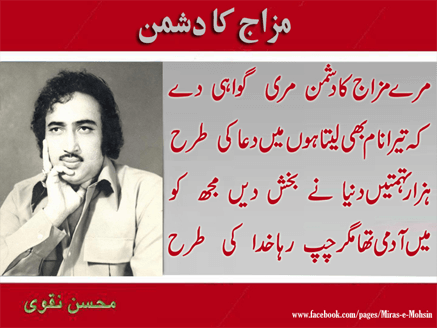 مزاج کا دشمن
مرے مزاج کا دشمن مری گواہی دے
کہ تیرا نام بھی لیتا ہوں میں دعا کی طرح
ہزار تہمتیں دنیا نے بخش دیں مجھ کو
میں آدمی تھا مگر چپ رہا خدا کی طرح
محسن نقوی
www.facebook.com/pages/Miras-e-Mohsin